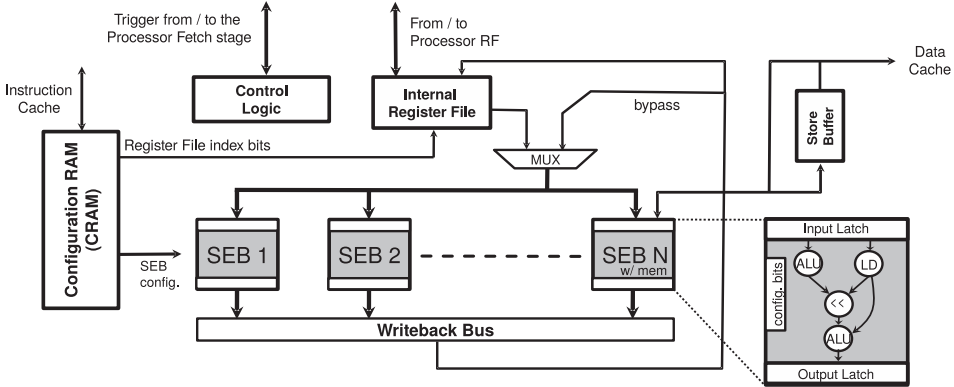 Trigger from / to the
Processor Fetch stage
From / to
Processor RF
Data
Cache
Instruction
Cache
Control
Logic
Internal
Register File
bypass
Store
Buffer
Register File index bits
MUX
Configuration RAM
(CRAM)
SEB
config.
SEB 1
SEB 2
SEB N
w/ mem
Input Latch
ALU
LD
config. bits
<<
ALU
Output Latch
Writeback Bus